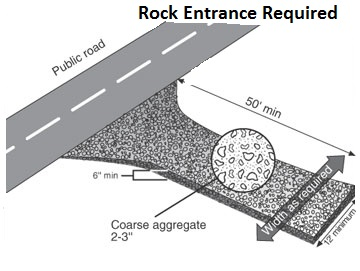 Rock Entrance Required
Public road
50' min
6" min
Width as required
Coarse aggregate
2-3"
12' minimum